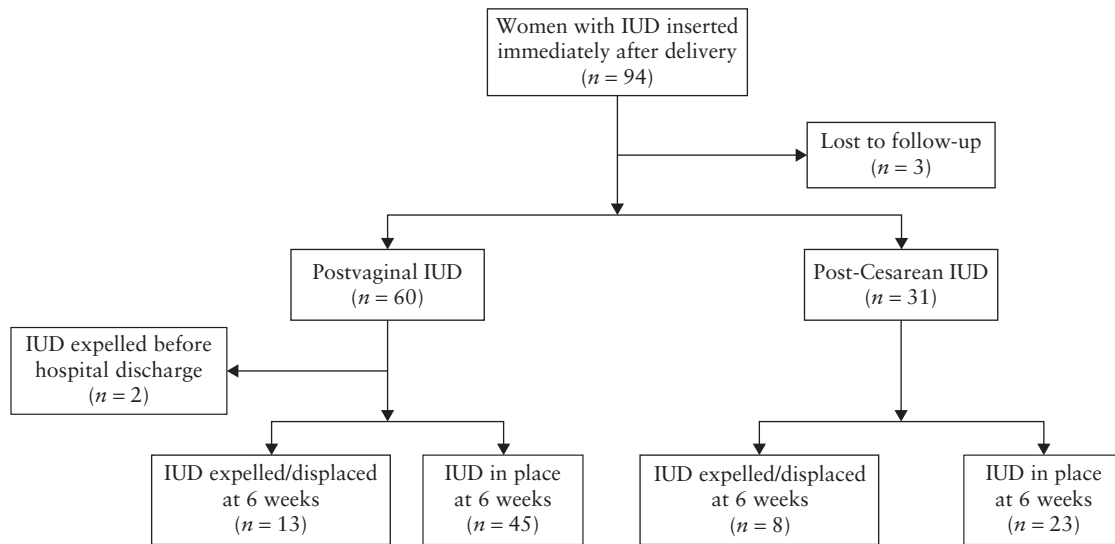 Women with IUD inserted
immediately after delivery
(n = 94)
Lost to follow-up
(n = 3)
Postvaginal IUD
(n = 60)
Post-Cesarean IUD
(n = 31)
IUD expelled before
hospital discharge
(n = 2)
IUD expelled/displaced
at 6 weeks
(n = 13)
IUD in place
at 6 weeks
(n = 45)
IUD expelled/displaced
at 6 weeks
(n = 8)
IUD in place
at 6 weeks
(n = 23)